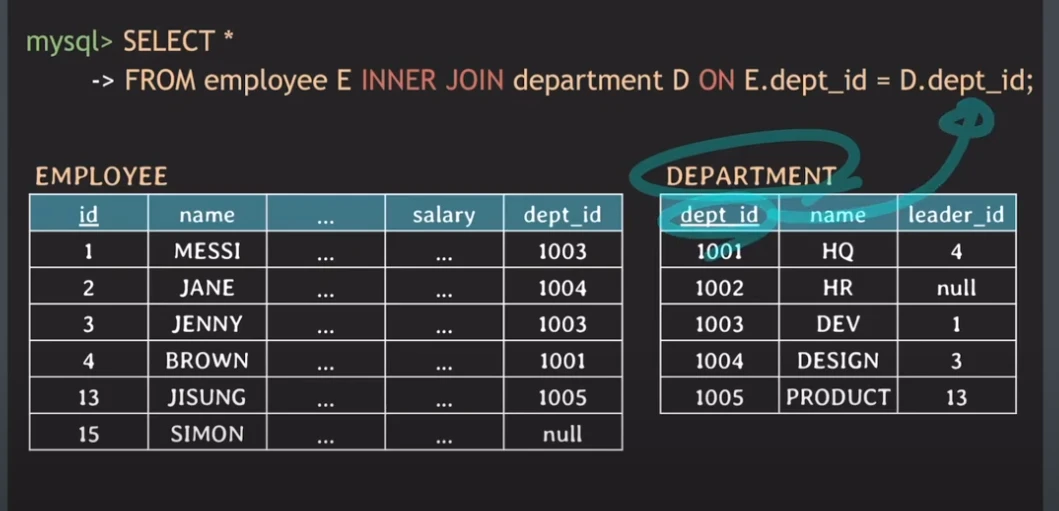 mysql> SELECT *
-> FROM employee E INNER JOIN department D ON E.dept_id = D.dept_id;
EMPLOYEE
id name ... salary dept_id
1 MESSI ... ... 1003
2 JANE ... ... 1004
3 JENNY ... ... 1003
4 BROWN ... ... 1001
13 JISUNG ... ... 1005
15 SIMON ... ... null
DEPARTMENT
dept_id name leader_id
1001 HQ 4
1002 HR null
1003 DEV 1
1004 DESIGN 3
1005 PRODUCT 13